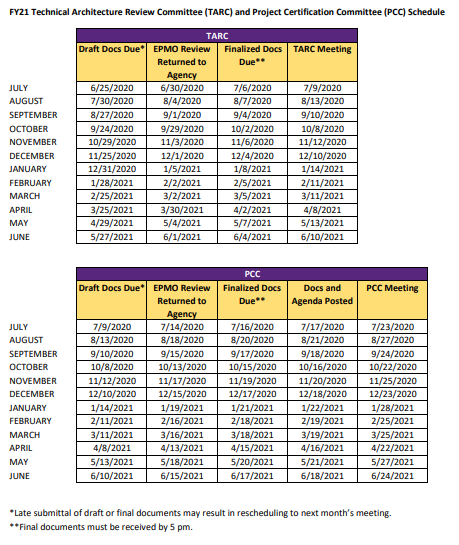 FY21 Technical Architecture Review Committee (TARC) and Project Certification Committee (PCC) Schedule
TARC
Draft Docs Due* EPMO Review Returned to Agency Finalized Docs Due** TARC Meeting
JULY 6/25/2020 6/30/2020 7/6/2020 7/9/2020
AUGUST 7/30/2020 8/4/2020 8/7/2020 8/13/2020
SEPTEMBER 8/27/2020 9/1/2020 9/4/2020 9/10/2020
OCTOBER 9/24/2020 9/29/2020 10/2/2020 10/8/2020
NOVEMBER 10/29/2020 11/3/2020 11/6/2020 11/12/2020
DECEMBER 11/25/2020 12/1/2020 12/4/2020 12/10/2020
JANUARY 12/31/2020 1/5/2021 1/8/2021 1/14/2021
FEBRUARY 1/28/2021 2/2/2021 2/5/2021 2/11/2021
MARCH 2/25/2021 3/2/2021 3/5/2021 3/11/2021
APRIL 3/25/2021 3/30/2021 4/2/2021 4/8/2021
MAY 4/29/2021 5/4/2021 5/7/2021 5/13/2021
JUNE 5/27/2021 6/1/2021 6/4/2021 6/10/2021
PCC
Draft Docs Due* EPMO Review Returned to Agency Finalized Docs Due** Docs and Agenda Posted PCC Meeting
JULY 7/9/2020 7/14/2020 7/16/2020 7/17/2020 7/23/2020
AUGUST 8/13/2020 8/18/2020 8/20/2020 8/21/2020 8/27/2020
SEPTEMBER 9/10/2020 9/15/2020 9/17/2020 9/18/2020 9/24/2020
OCTOBER 10/8/2020 10/13/2020 10/15/2020 10/16/2020 10/22/2020
NOVEMBER 11/12/2020 11/17/2020 11/19/2020 11/20/2020 11/25/2020
DECEMBER 12/10/2020 12/15/2020 12/17/2020 12/18/2020 12/23/2020
JANUARY 1/14/2021 1/19/2021 1/21/2021 1/22/2021 1/28/2021
FEBRUARY 2/11/2021 2/16/2021 2/18/2021 2/19/2021 2/25/2021
MARCH 3/11/2021 3/16/2021 3/18/2021 3/19/2021 3/25/2021
APRIL 4/8/2021 4/13/2021 4/15/2021 4/16/2021 4/22/2021
MAY 5/13/2021 5/18/2021 5/20/2021 5/21/2021 5/27/2021
JUNE 6/10/2021 6/15/2021 6/17/2021 6/18/2021 6/24/2021
*Late submittal of draft or final documents may result in rescheduling to next month's meeting.
**Final documents must be received by 5 pm.